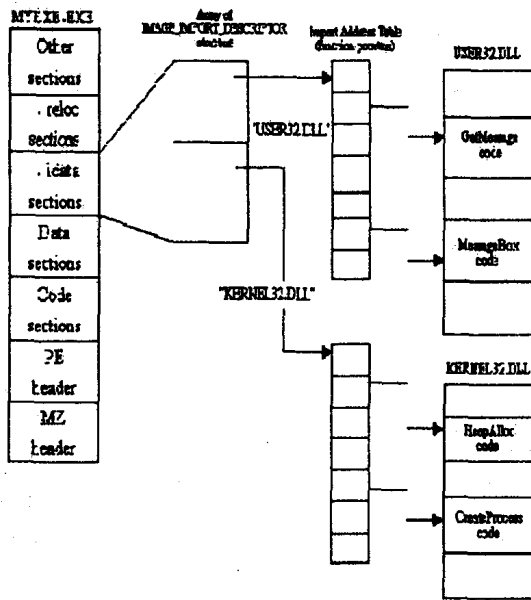 MYEXE.EXE
Other
sections
.reloc
sections
.idata
sections
Data
sections
Code
sections
PE
header
MZ
header
Array of
IMAGE_IMPORT_DESCRIPTOR
Import Address Table
(function pointers)
"USER32.DLL"
"KERNEL32.DLL"
USER32.DLL
GetMessage
code
MessageBox
code
KERNEL32.DLL
HeapAlloc
code
CreateProcess
code